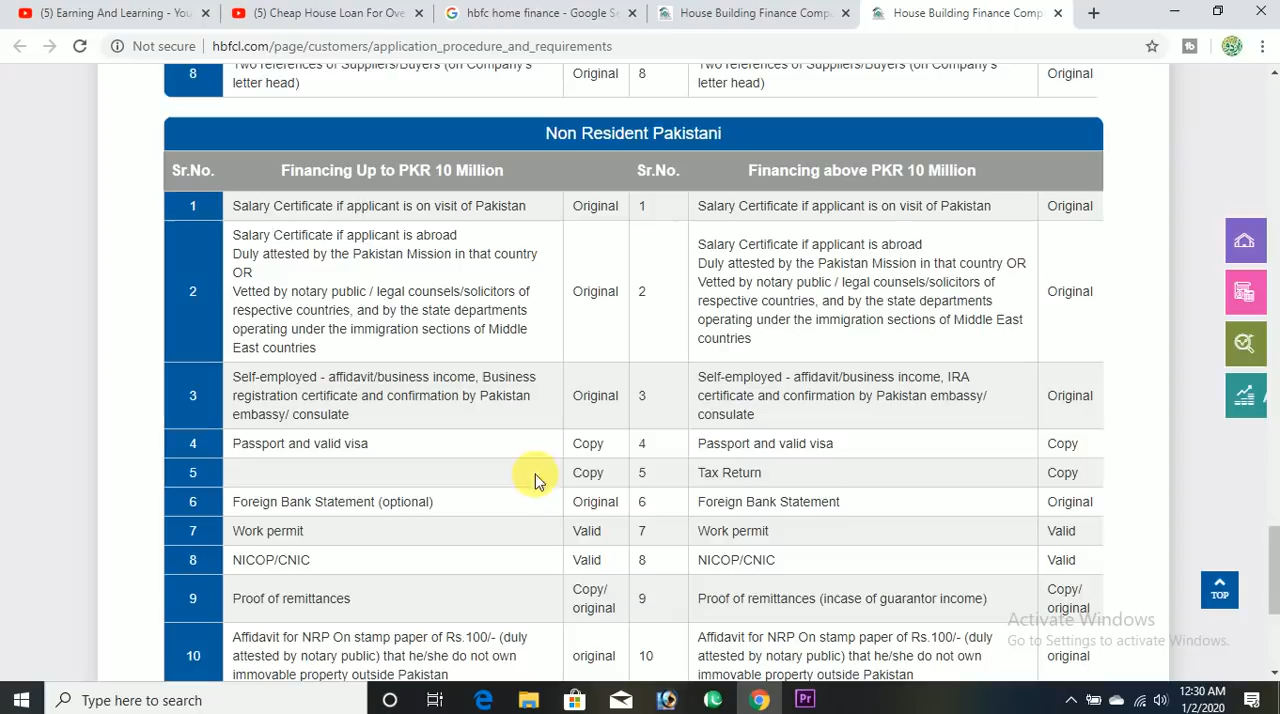 (5) Earning And Learning - You
(5) Cheap House Loan For Ove
hbfc home finance - Google Se
House Building Finance Comp
House Building Finance Comp
Not secure | hbfcl.com/page/customers/application_procedure_and_requirements
8 Two references of Suppliers/Buyers (on Company's letter head) Original 8 Two references of Suppliers/Buyers (on Company's letter head) Original
Non Resident Pakistani
Sr.No. Financing Up to PKR 10 Million Sr.No. Financing above PKR 10 Million
1 Salary Certificate if applicant is on visit of Pakistan Original 1 Salary Certificate if applicant is on visit of Pakistan Original
2
Salary Certificate if applicant is abroad
Duly attested by the Pakistan Mission in that country
OR
Vetted by notary public / legal counsels/solicitors of
respective countries, and by the state departments
operating under the immigration sections of Middle
East countries
Original
2
Salary Certificate if applicant is abroad
Duly attested by the Pakistan Mission in that country OR
Vetted by notary public / legal counsels/solicitors of
respective countries, and by the state departments
operating under the immigration sections of Middle East
countries
Original
3
Self-employed - affidavit/business income, Business
registration certificate and confirmation by Pakistan
embassy/ consulate
Original
3
Self-employed - affidavit/business income, IRA
certificate and confirmation by Pakistan embassy/
consulate
Original
4 Passport and valid visa Copy 4 Passport and valid visa Copy
5 Copy 5 Tax Return Copy
6 Foreign Bank Statement (optional) Original 6 Foreign Bank Statement Original
7 Work permit Valid 7 Work permit Valid
8 NICOP/CNIC Valid 8 NICOP/CNIC Valid
9 Proof of remittances Copy/ original 9 Proof of remittances (incase of guarantor income) Copy/ original
10
Affidavit for NRP On stamp paper of Rs.100/- (duly
attested by notary public) that he/she do not own
immovable property outside Pakistan
original
10
Affidavit for NRP On stamp paper of Rs.100/- (duly
attested by notary public) that he/she do not own
immovable property outside Pakistan
original
TOP
Activate Windows
Go to Settings to activate Windows.
Type here to search
12:30 AM
1/2/2020